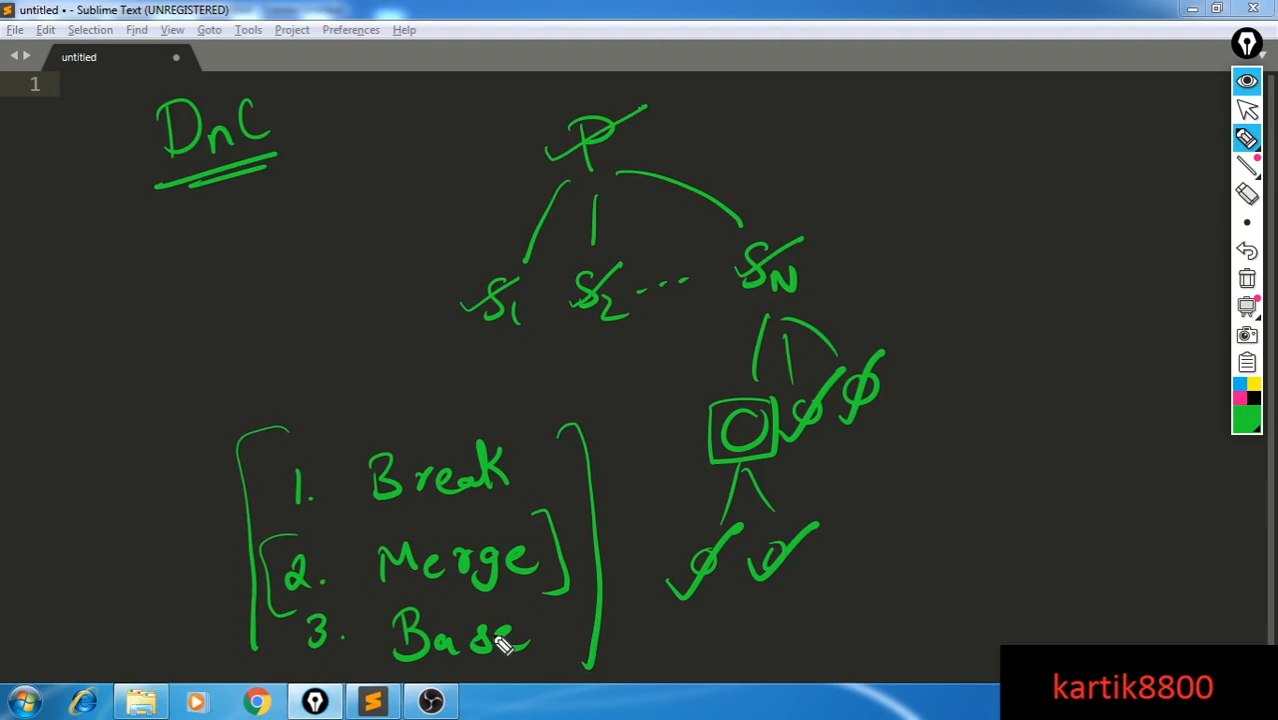 untitled • - Sublime Text (UNREGISTERED)
File Edit Selection Find View Goto Tools Project Preferences Help
untitled
1
DnC
P
S1 S2 ... SN
1. Break
2. Merge
3. Base
kartik8800